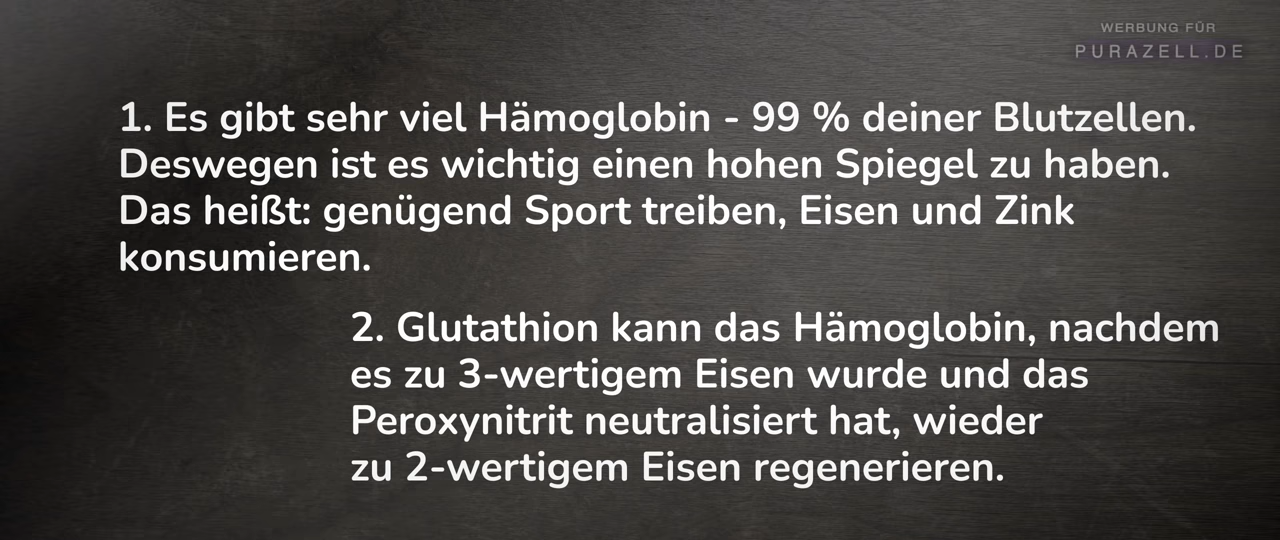 WERBUNG FÜR
PURAZELL.DE
1. Es gibt sehr viel Hämoglobin - 99 % deiner Blutzellen.
Deswegen ist es wichtig einen hohen Spiegel zu haben.
Das heißt: genügend Sport treiben, Eisen und Zink
konsumieren.
2. Glutathion kann das Hämoglobin, nachdem
es zu 3-wertigem Eisen wurde und das
Peroxynitrit neutralisiert hat, wieder
zu 2-wertigem Eisen regenerieren.